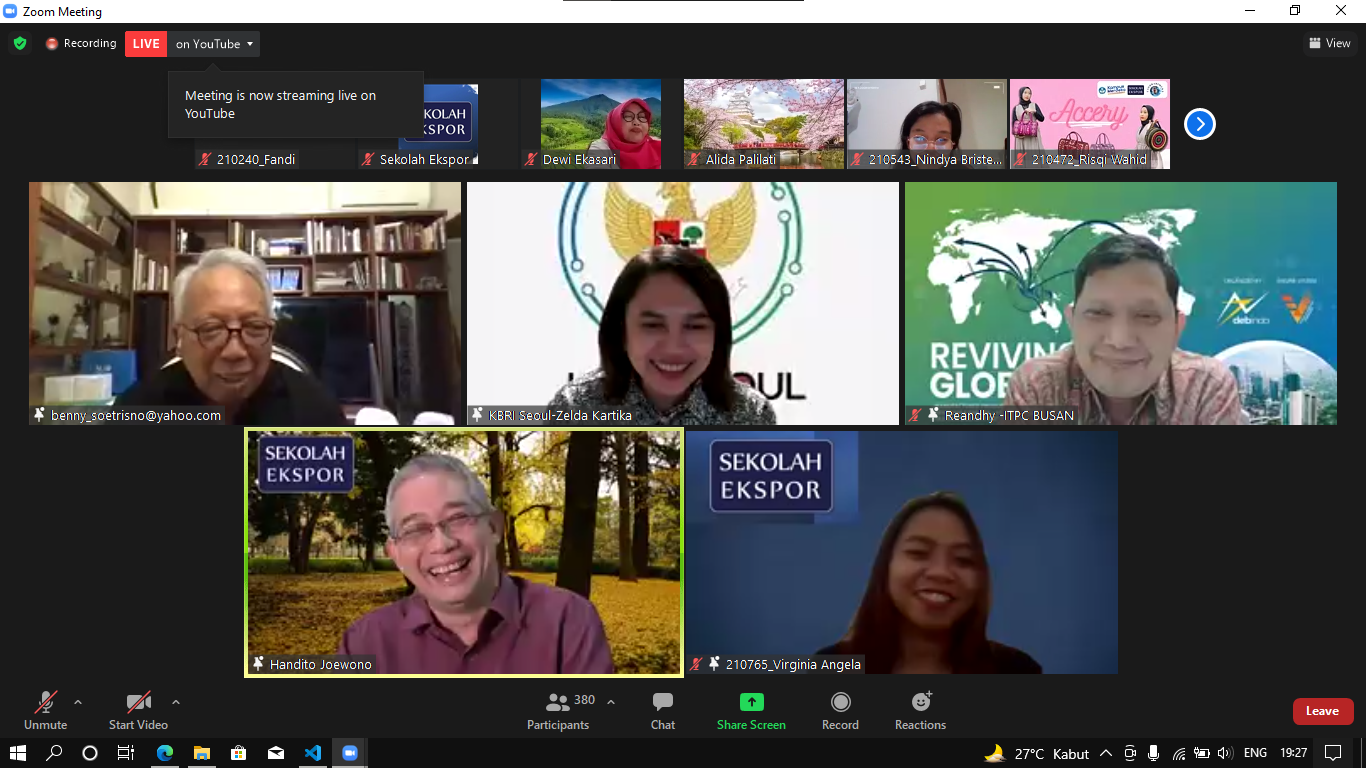 Zoom Meeting
Recording
LIVE
on YouTube
View
Meeting is now streaming live on
YouTube
SEKOLAH
EKSPOR
Accery
210240_Fandi
Sekolah Ekspor
Dewi Ekasari
Alida Palilati
210543_Nindya Briste...
210472_Risqi Wahid
REVIVIN
GLOB
debindo
OUL
benny_soetrisno@yahoo.com
KBRI Seoul-Zelda Kartika
Reandhy -ITPC BUSAN
SEKOLAH
EKSPOR
SEKOLAH
EKSPOR
Handito Joewono
210765_Virginia Angela
Unmute
Start Video
Participants
380
Chat
Share Screen
Record
Reactions
Leave
27°C Kabut
ENG
19:27